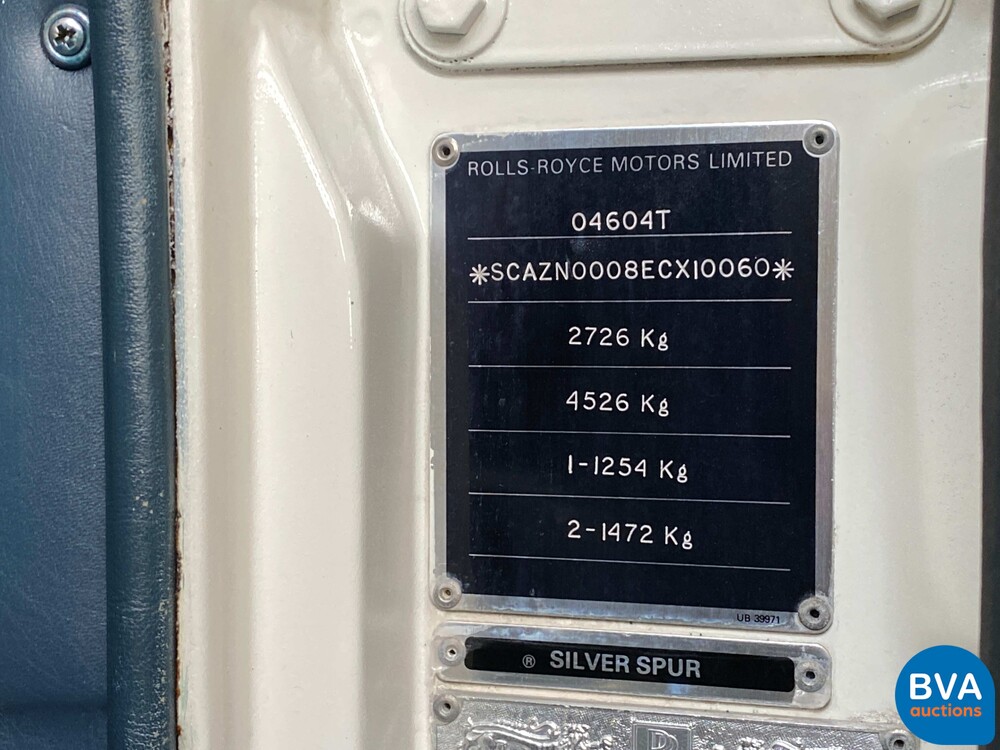 ROLLS-ROYCE MOTORS LIMITED
04604T
*SCAZN0008ECX10060*
2726 Kg
4526 Kg
1-1254 Kg
2-1472 Kg
UB 39971
® SILVER SPUR
BVA
auctions